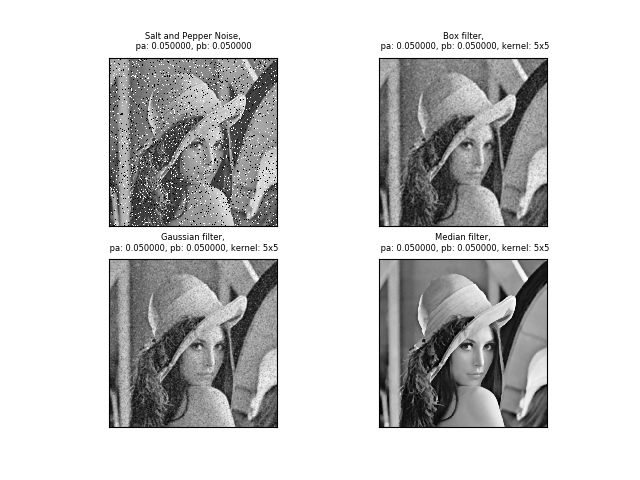 Salt and Pepper Noise,
pa: 0.050000, pb: 0.050000
Box filter,
pa: 0.050000, pb: 0.050000, kernel: 5x5
Gaussian filter,
pa: 0.050000, pb: 0.050000, kernel: 5x5
Median filter,
pa: 0.050000, pb: 0.050000, kernel: 5x5